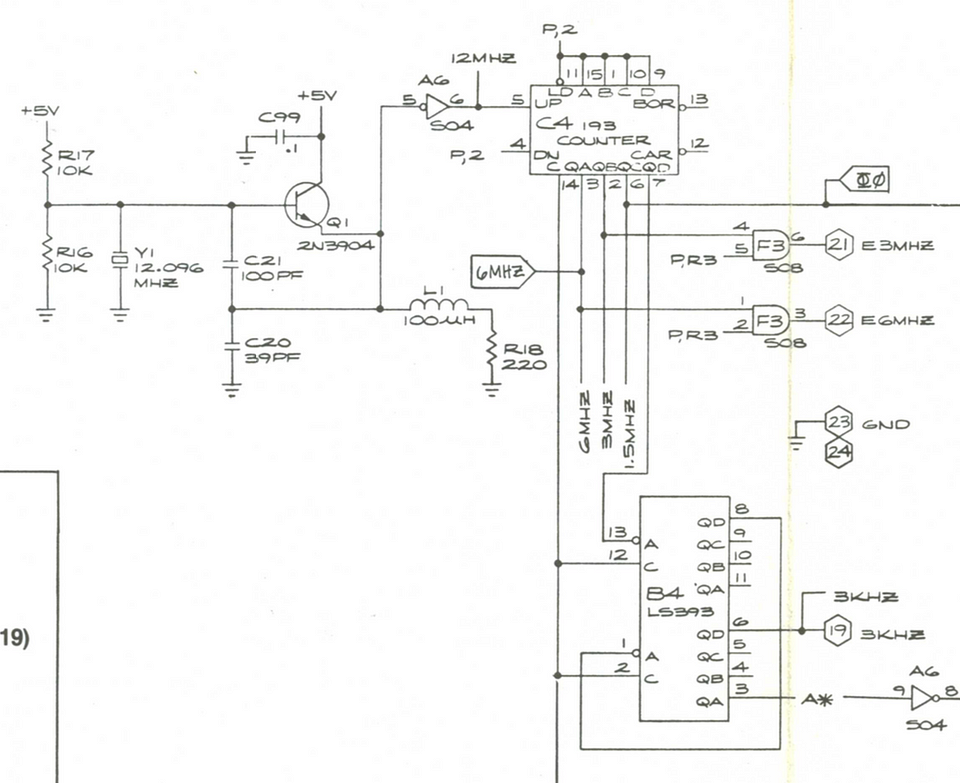 P,2
12MHZ
11 15 1 10 9
LD A B C D
A6
5 6
S04
5 UP
BOR 13
C4 193
COUNTER
P,2 4 DN
CAR 12
C QA QB QC QD
14 3 2 6 7
+5V
+5V
C99
.1
R17
10K
Q1
2N3904
R16
10K
Y1
12.096
MHZ
C21
100PF
C20
39PF
L1
100µH
R18
220
6MHZ
Φ0
4
5
F3
6
S08
P,R3
21 E3MHZ
1
2
F3
3
S08
P,R3
22 E6MHZ
6MHZ
3MHZ
1.5MHZ
23 GND
24
13 A
12 C
B4
LS393
QD 8
QC 9
QB 10
QA 11
1 A
2 C
QD 6
QC 5
QB 4
QA 3
3KHZ
19 3KHZ
A*
A6
9 8
S04
19)